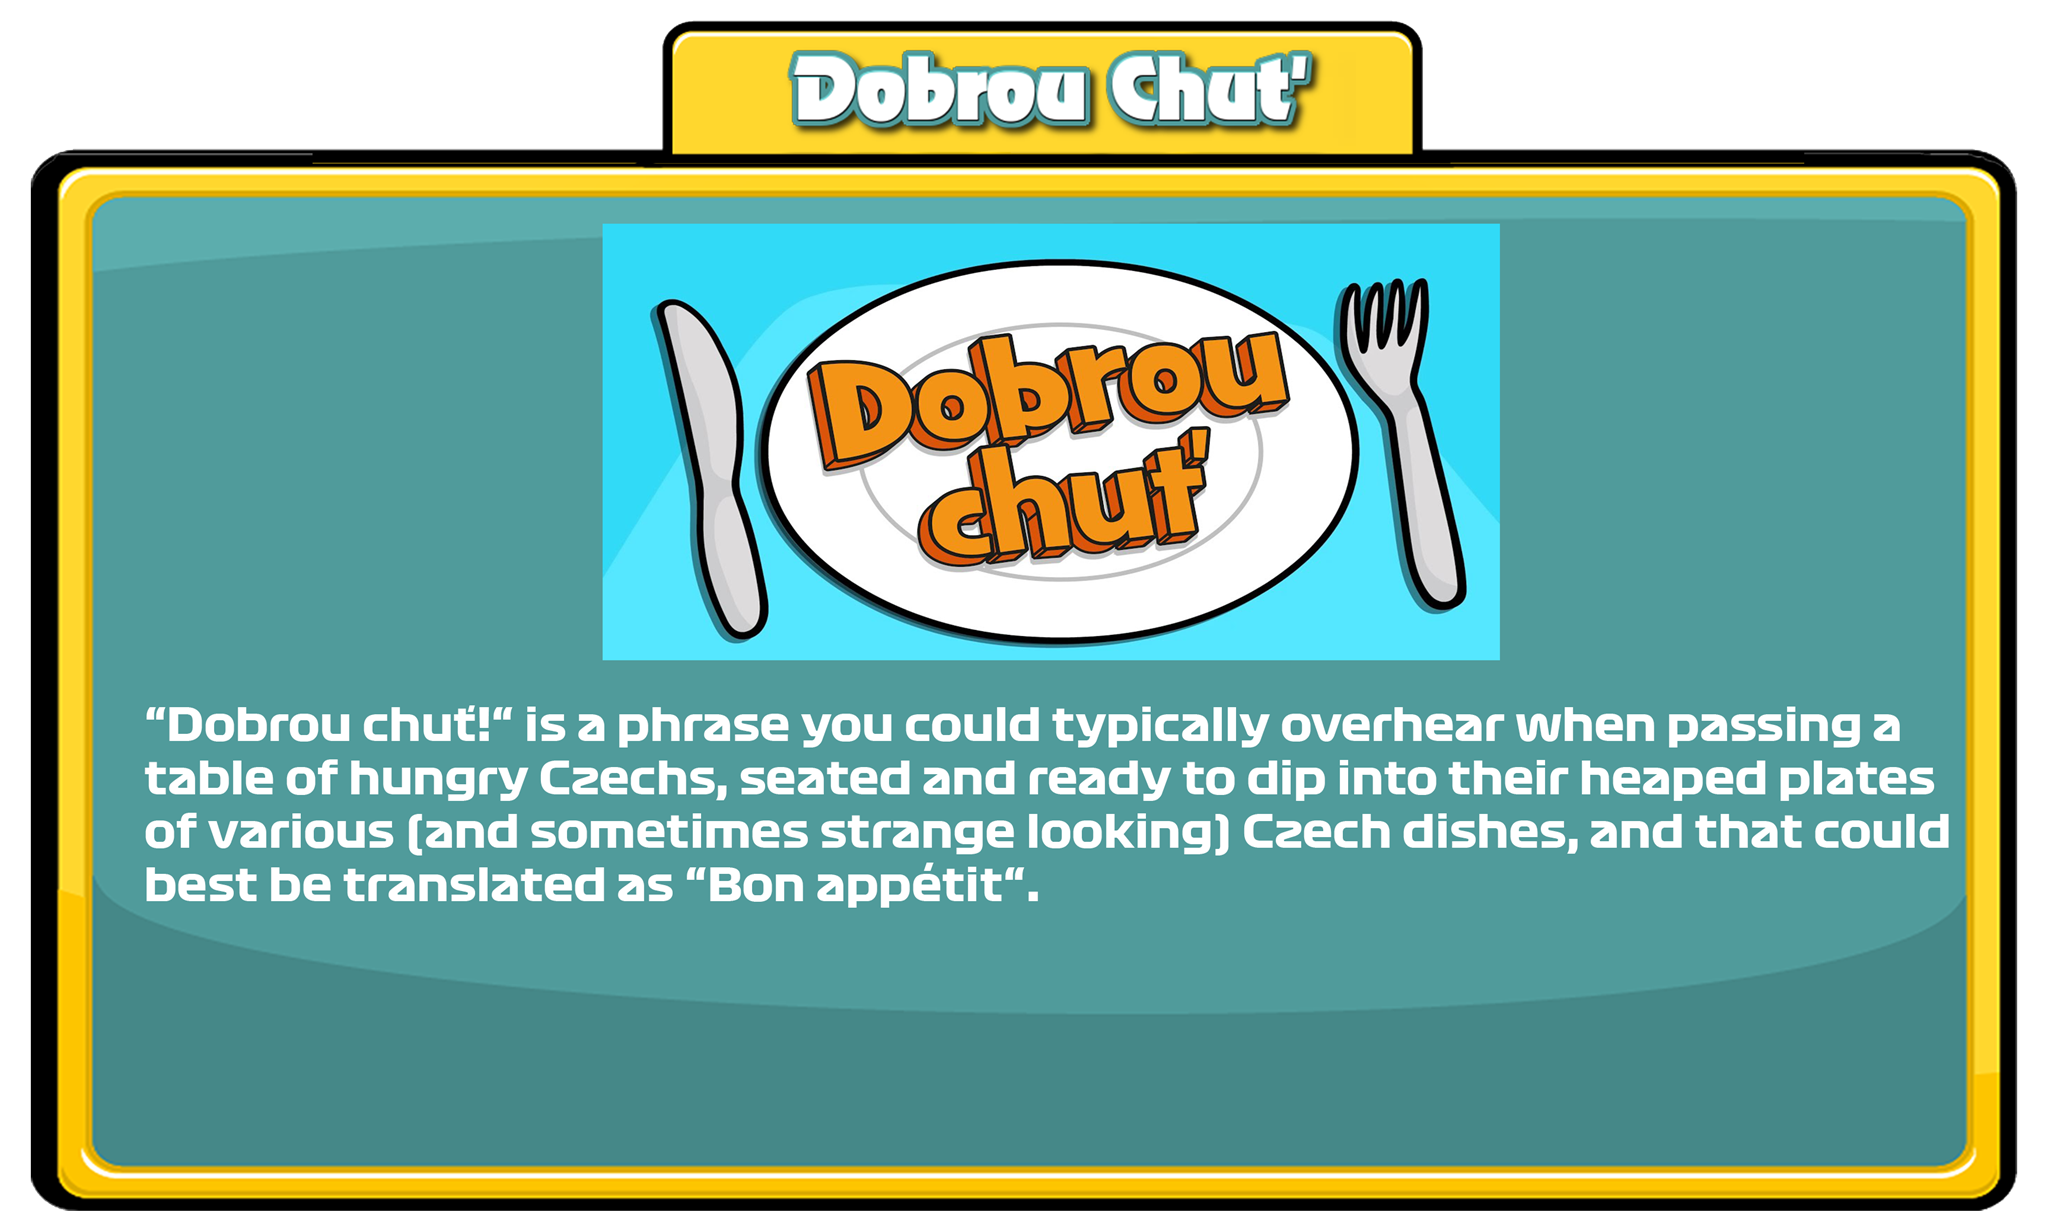 Dobrou Chut'
Dobrou
chuť
“Dobrou chuť!“ is a phrase you could typically overhear when passing a
table of hungry Czechs, seated and ready to dip into their heaped plates
of various (and sometimes strange looking) Czech dishes, and that could
best be translated as “Bon appétit“.